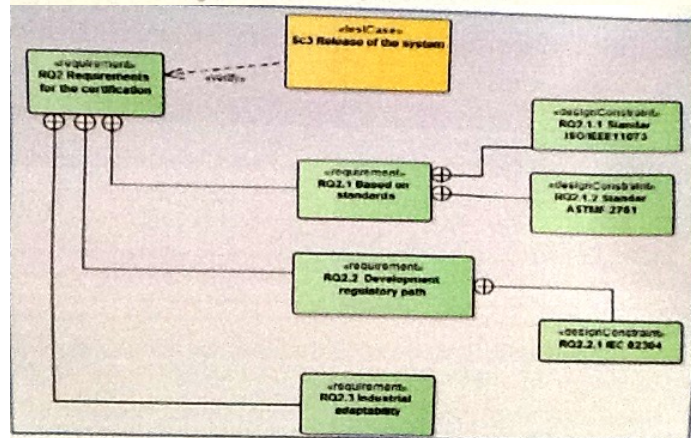 «testCase»
Sc3 Release of the system
«requirement»
RQ2 Requirements
for the certification
«verify»
«designConstraint»
RQ2.1.1 Standar
ISO/IEEE11073
«requirement»
RQ2.1 Based on
standards
«designConstraint»
RQ2.1.2 Standar
ASTMF 2761
«requirement»
RQ2.2 Development
regulatory path
«designConstraint»
RQ2.2.1 IEC 62304
«requirement»
RQ2.3 Industrial
adaptability